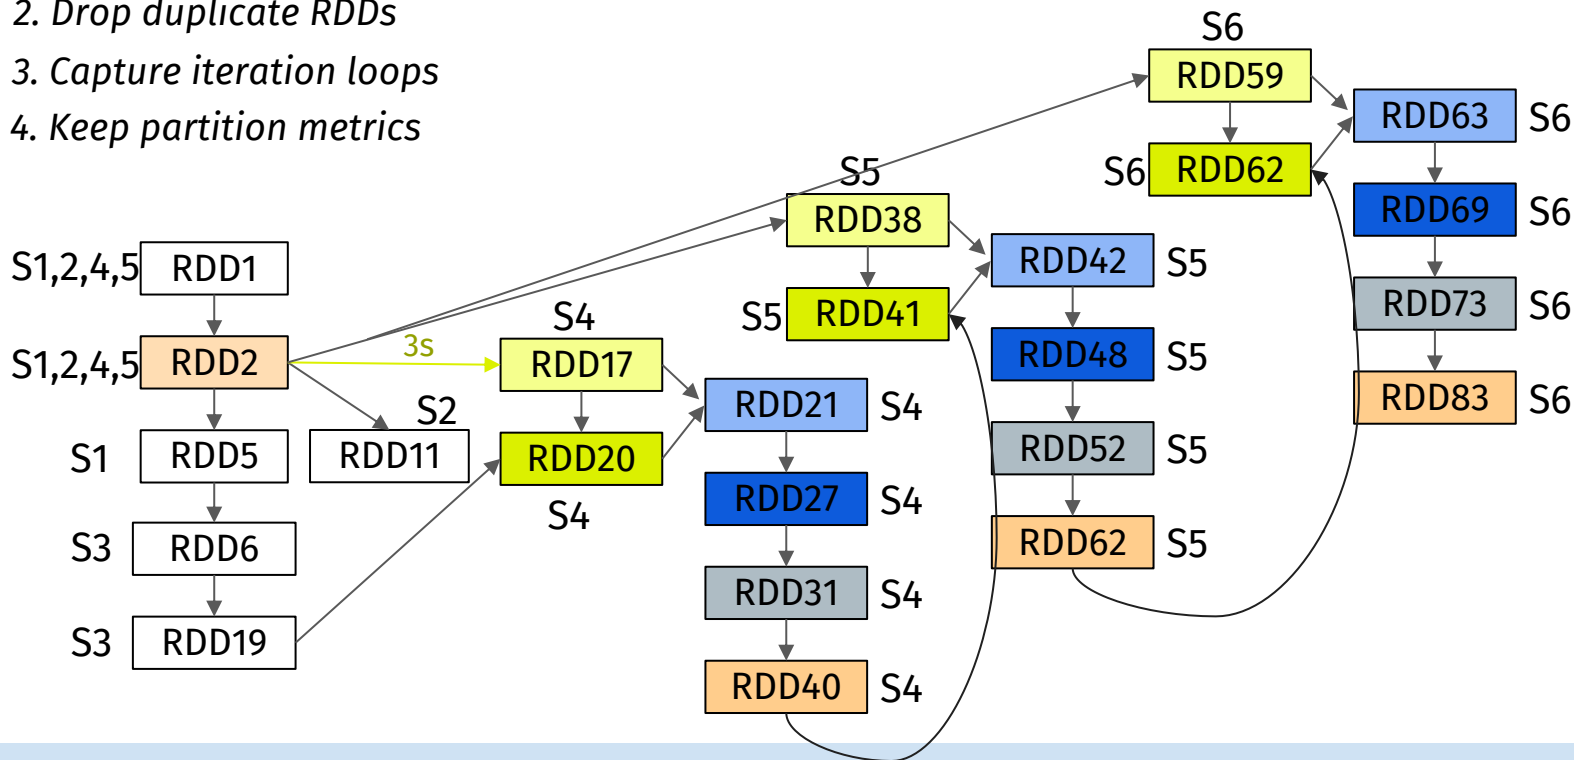 2. Drop duplicate RDDs
3. Capture iteration loops
4. Keep partition metrics
S6
RDD59
RDD63 S6
S6 RDD62
S5
RDD38
RDD69 S6
S1,2,4,5 RDD1
RDD42 S5
RDD73 S6
S5 RDD41
S4
3s
S1,2,4,5 RDD2
RDD17
RDD48 S5
RDD83 S6
RDD21 S4
S2
S1 RDD5
RDD11
RDD20
RDD52 S5
S4
RDD27 S4
S3 RDD6
RDD62 S5
RDD31 S4
S3 RDD19
RDD40 S4